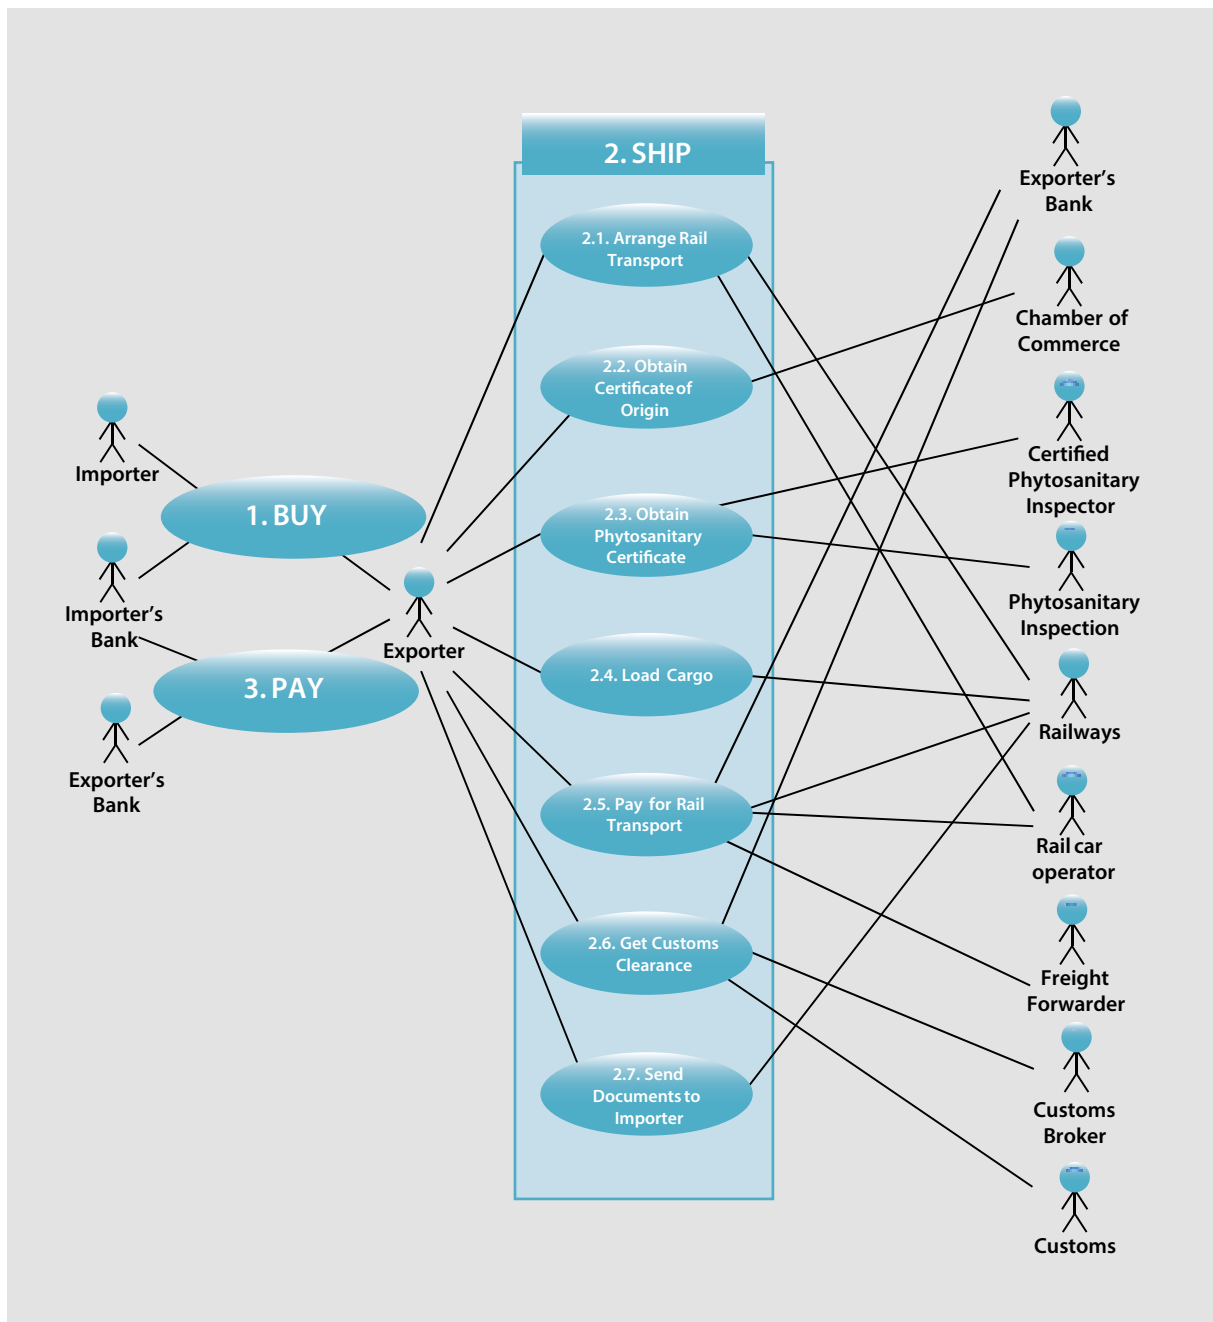 Importer
Importer's
Bank
Exporter's
Bank
1. BUY
3. PAY
Exporter
2. SHIP
2.1. Arrange Rail
Transport
2.2. Obtain
Certificate of
Origin
2.3. Obtain
Phytosanitary
Certificate
2.4. Load Cargo
2.5. Pay for Rail
Transport
2.6. Get Customs
Clearance
2.7. Send
Documents to
Importer
Exporter's
Bank
Chamber of
Commerce
Certified
Phytosanitary
Inspector
Phytosanitary
Inspection
Railways
Rail car
operator
Freight
Forwarder
Customs
Broker
Customs